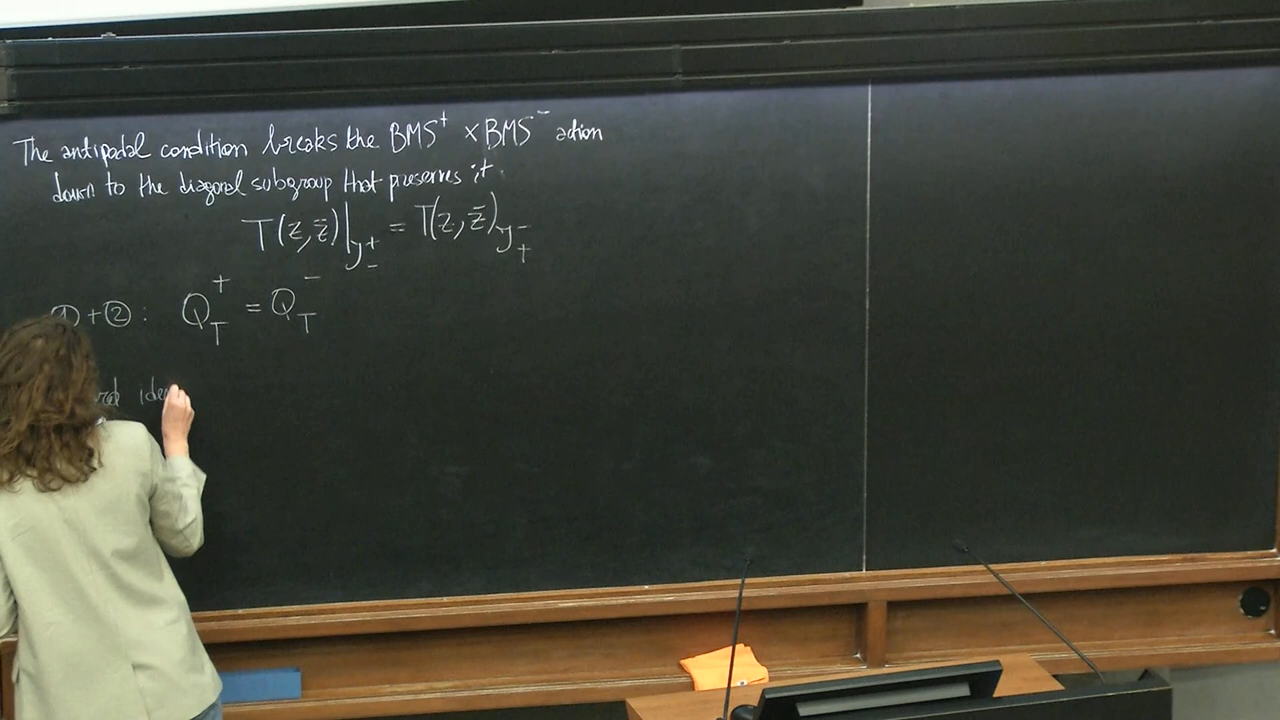 The antipodal condition breaks the BMS⁺ × BMS⁻ action
down to the diagonal subgroup that preserves it.
T(z, z̄)|𝓘⁺₋ = T(z, z̄)𝓘⁻₊
① + ② : Q⁺_T = Q⁻_T